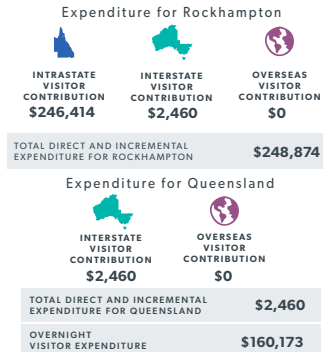 Expenditure for Rockhampton
INTRASTATE
VISITOR
CONTRIBUTION
$246,414
INTERSTATE
VISITOR
CONTRIBUTION
$2,460
OVERSEAS
VISITOR
CONTRIBUTION
$0
TOTAL DIRECT AND INCREMENTAL
EXPENDITURE FOR ROCKHAMPTON
$248,874
Expenditure for Queensland
INTERSTATE
VISITOR
CONTRIBUTION
$2,460
OVERSEAS
VISITOR
CONTRIBUTION
$0
TOTAL DIRECT AND INCREMENTAL
EXPENDITURE FOR QUEENSLAND
$2,460
OVERNIGHT
VISITOR EXPENDITURE
$160,173